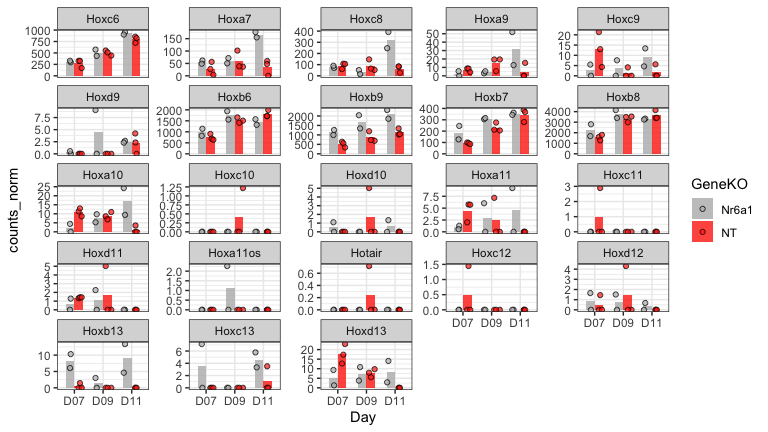 Hoxc6 Hoxa7 Hoxc8 Hoxa9 Hoxc9
1000 750 500 250 0
150 100 50 0
400 300 200 100 0
50 40 30 20 10 0
20 15 10 5 0
Hoxd9 Hoxb6 Hoxb9 Hoxb7 Hoxb8
7.5 5.0 2.5 0.0
2000 1500 1000 500 0
2000 1500 1000 500 0
400 300 200 100 0
4000 3000 2000 1000 0
Hoxa10 Hoxc10 Hoxd10 Hoxa11 Hoxc11
25 20 15 10 5 0
1.25 1.00 0.75 0.50 0.25 0.00
5 4 3 2 1 0
7.5 5.0 2.5 0.0
3 2 1 0
Hoxd11 Hoxa11os Hotair Hoxc12 Hoxd12
5 4 3 2 1 0
2.0 1.5 1.0 0.5 0.0
0.6 0.4 0.2 0.0
1.5 1.0 0.5 0.0
4 3 2 1 0
D07 D09 D11 D07 D09 D11
Hoxb13 Hoxc13 Hoxd13
10 5 0
6 4 2 0
20 15 10 5 0
D07 D09 D11 D07 D09 D11 D07 D09 D11
Day
counts_norm
GeneKO
Nr6a1
NT